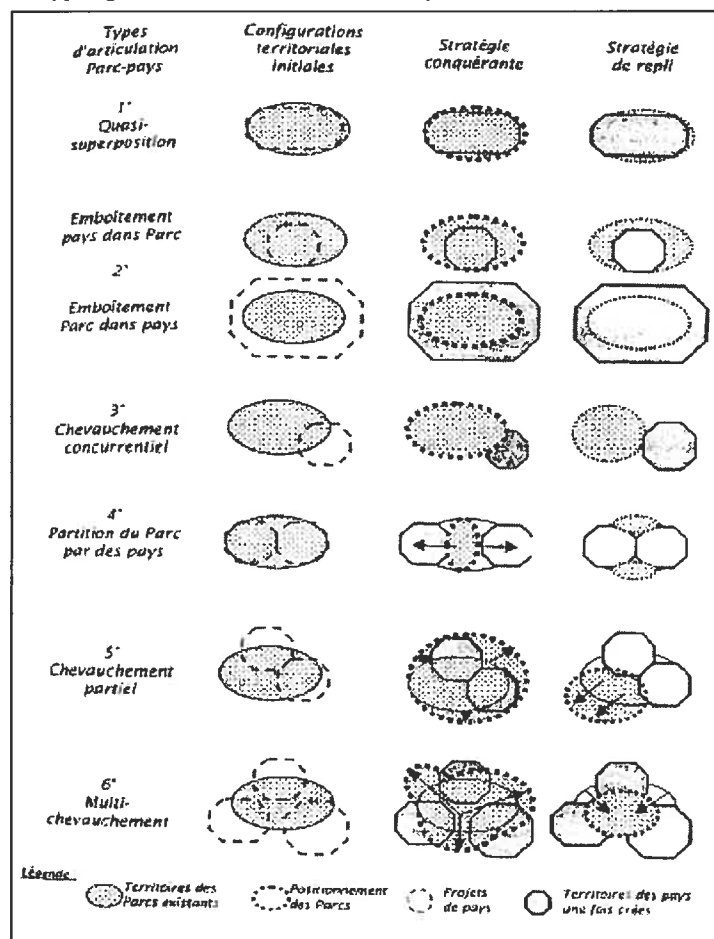 Types
d'articulation
Parc-pays
Configurations
territoriales
initiales
Stratégie
conquérante
Stratégie
de repli
1°
Quasi-
superposition
Emboîtement
pays dans Parc
2°
Emboîtement
Parc dans pays
3°
Chevauchement
concurrentiel
4°
Partition du Parc
par des pays
5°
Chevauchement
partiel
6°
Multi-
chevauchement
Légende
Territoires des
Parcs existants
Positionnement
des Parcs
Projets
de pays
Territoires des pays
une fois créés